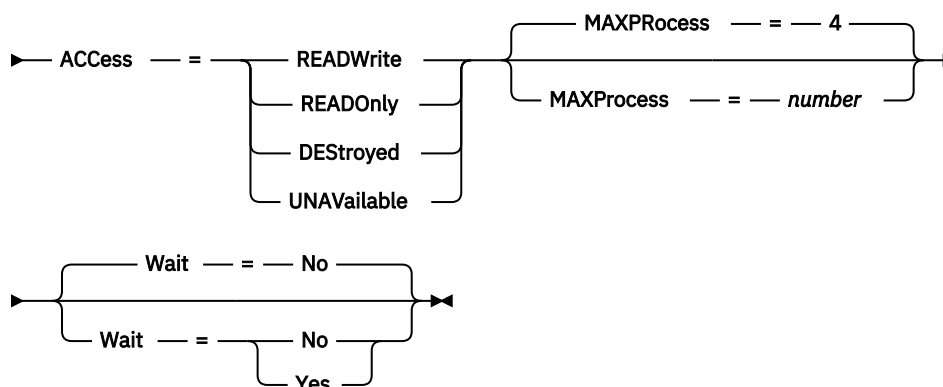 MAXPRocess = 4
ACCess = READWrite
READOnly
MAXProcess = number
DEStroyed
UNAVailable
Wait = No
Wait = No
Yes